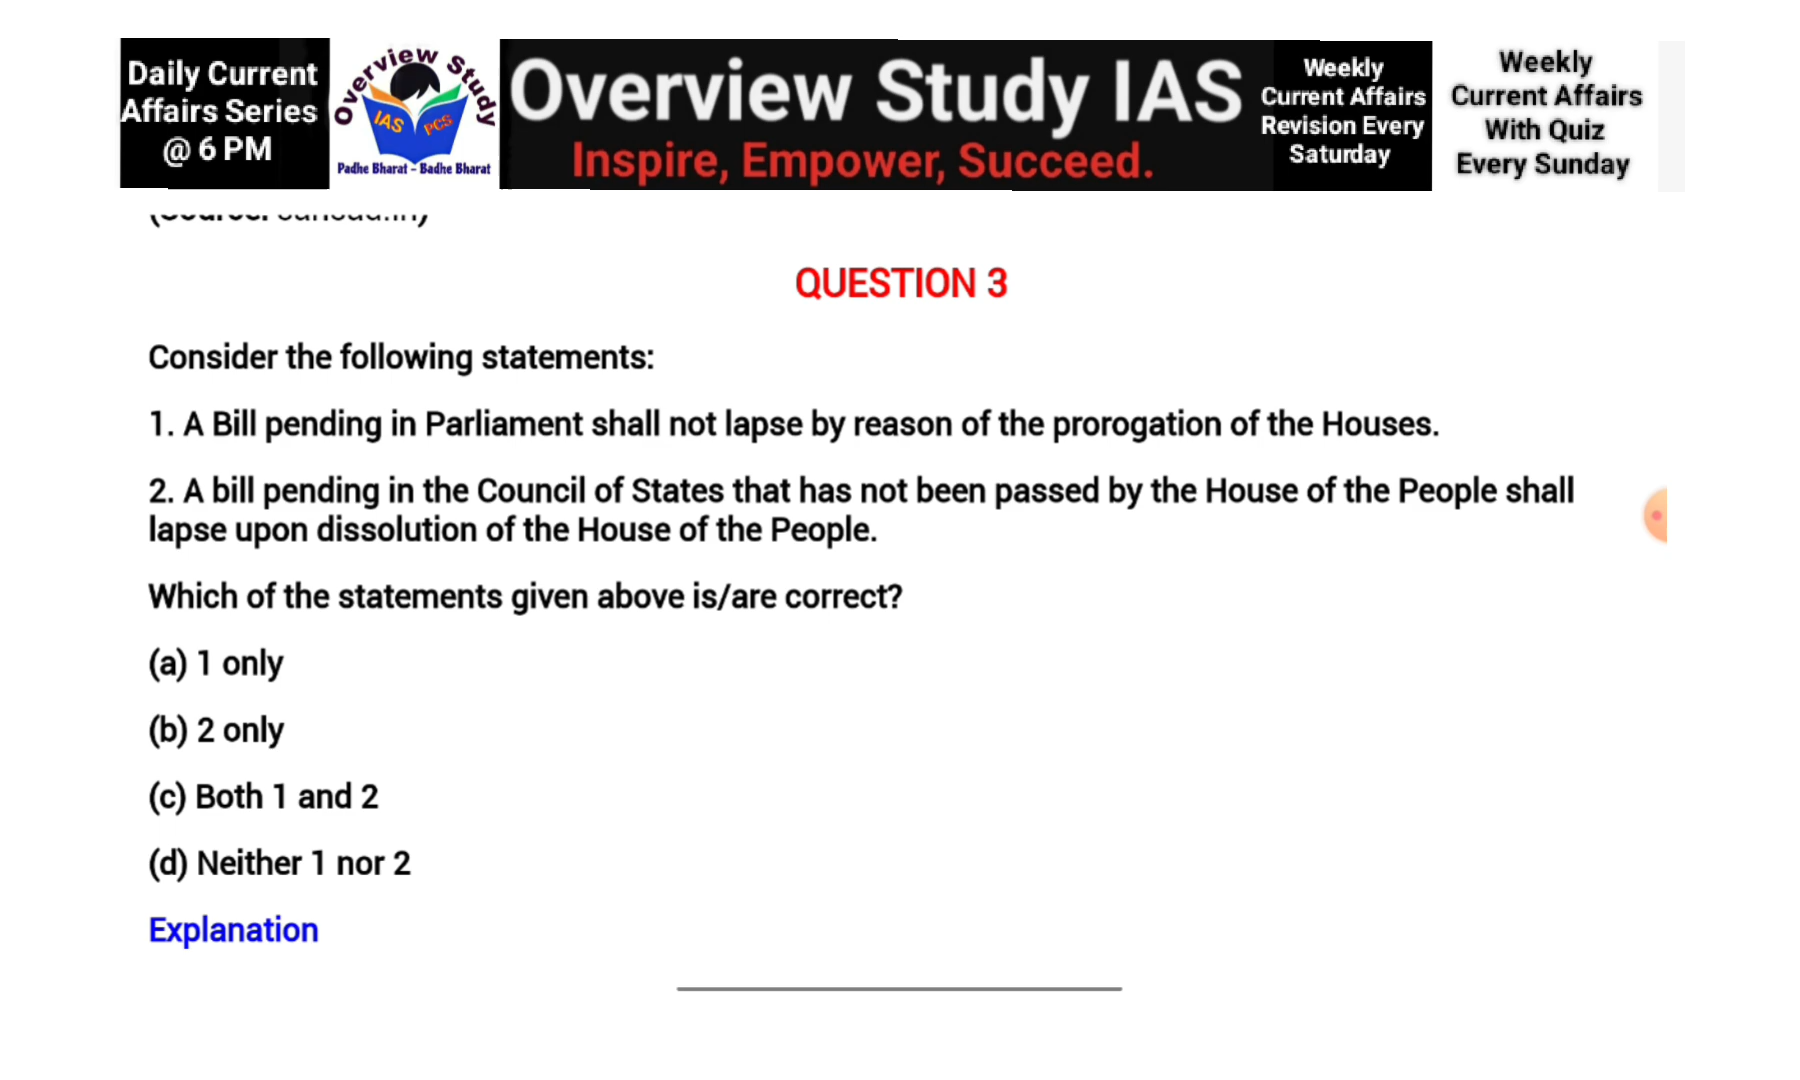 Daily Current
Affairs Series
@ 6 PM
Overview Study
IAS PCS
Padhe Bharat - Badhe Bharat
Overview Study IAS
Inspire, Empower, Succeed.
Weekly
Current Affairs
Revision Every
Saturday
Weekly
Current Affairs
With Quiz
Every Sunday
QUESTION 3
Consider the following statements:
1. A Bill pending in Parliament shall not lapse by reason of the prorogation of the Houses.
2. A bill pending in the Council of States that has not been passed by the House of the People shall
lapse upon dissolution of the House of the People.
Which of the statements given above is/are correct?
(a) 1 only
(b) 2 only
(c) Both 1 and 2
(d) Neither 1 nor 2
Explanation